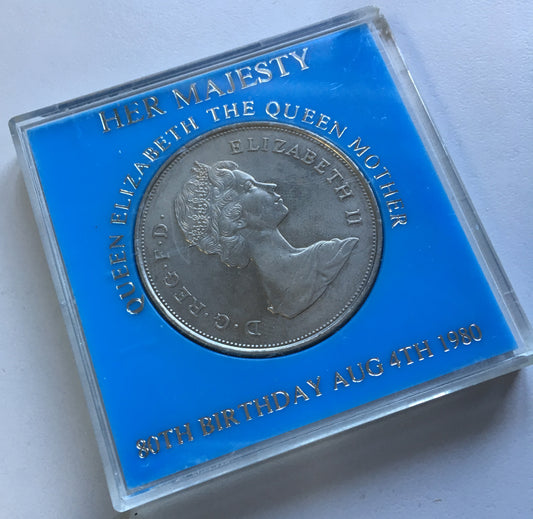 HER MAJESTY
QUEEN ELIZABETH THE QUEEN MOTHER
D·G·REG·F·D·
ELIZABETH II
80TH BIRTHDAY AUG 4TH 1980